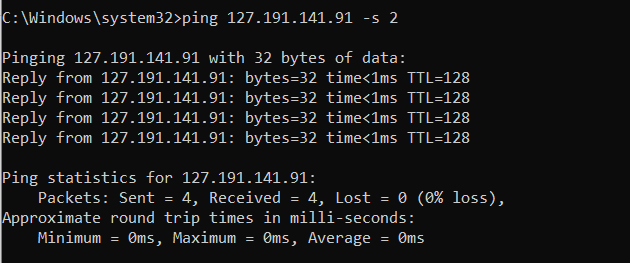 C:\Windows\system32>ping 127.191.141.91 -s 2
Pinging 127.191.141.91 with 32 bytes of data:
Reply from 127.191.141.91: bytes=32 time<1ms TTL=128
Reply from 127.191.141.91: bytes=32 time<1ms TTL=128
Reply from 127.191.141.91: bytes=32 time<1ms TTL=128
Reply from 127.191.141.91: bytes=32 time<1ms TTL=128
Ping statistics for 127.191.141.91:
    Packets: Sent = 4, Received = 4, Lost = 0 (0% loss),
Approximate round trip times in milli-seconds:
    Minimum = 0ms, Maximum = 0ms, Average = 0ms